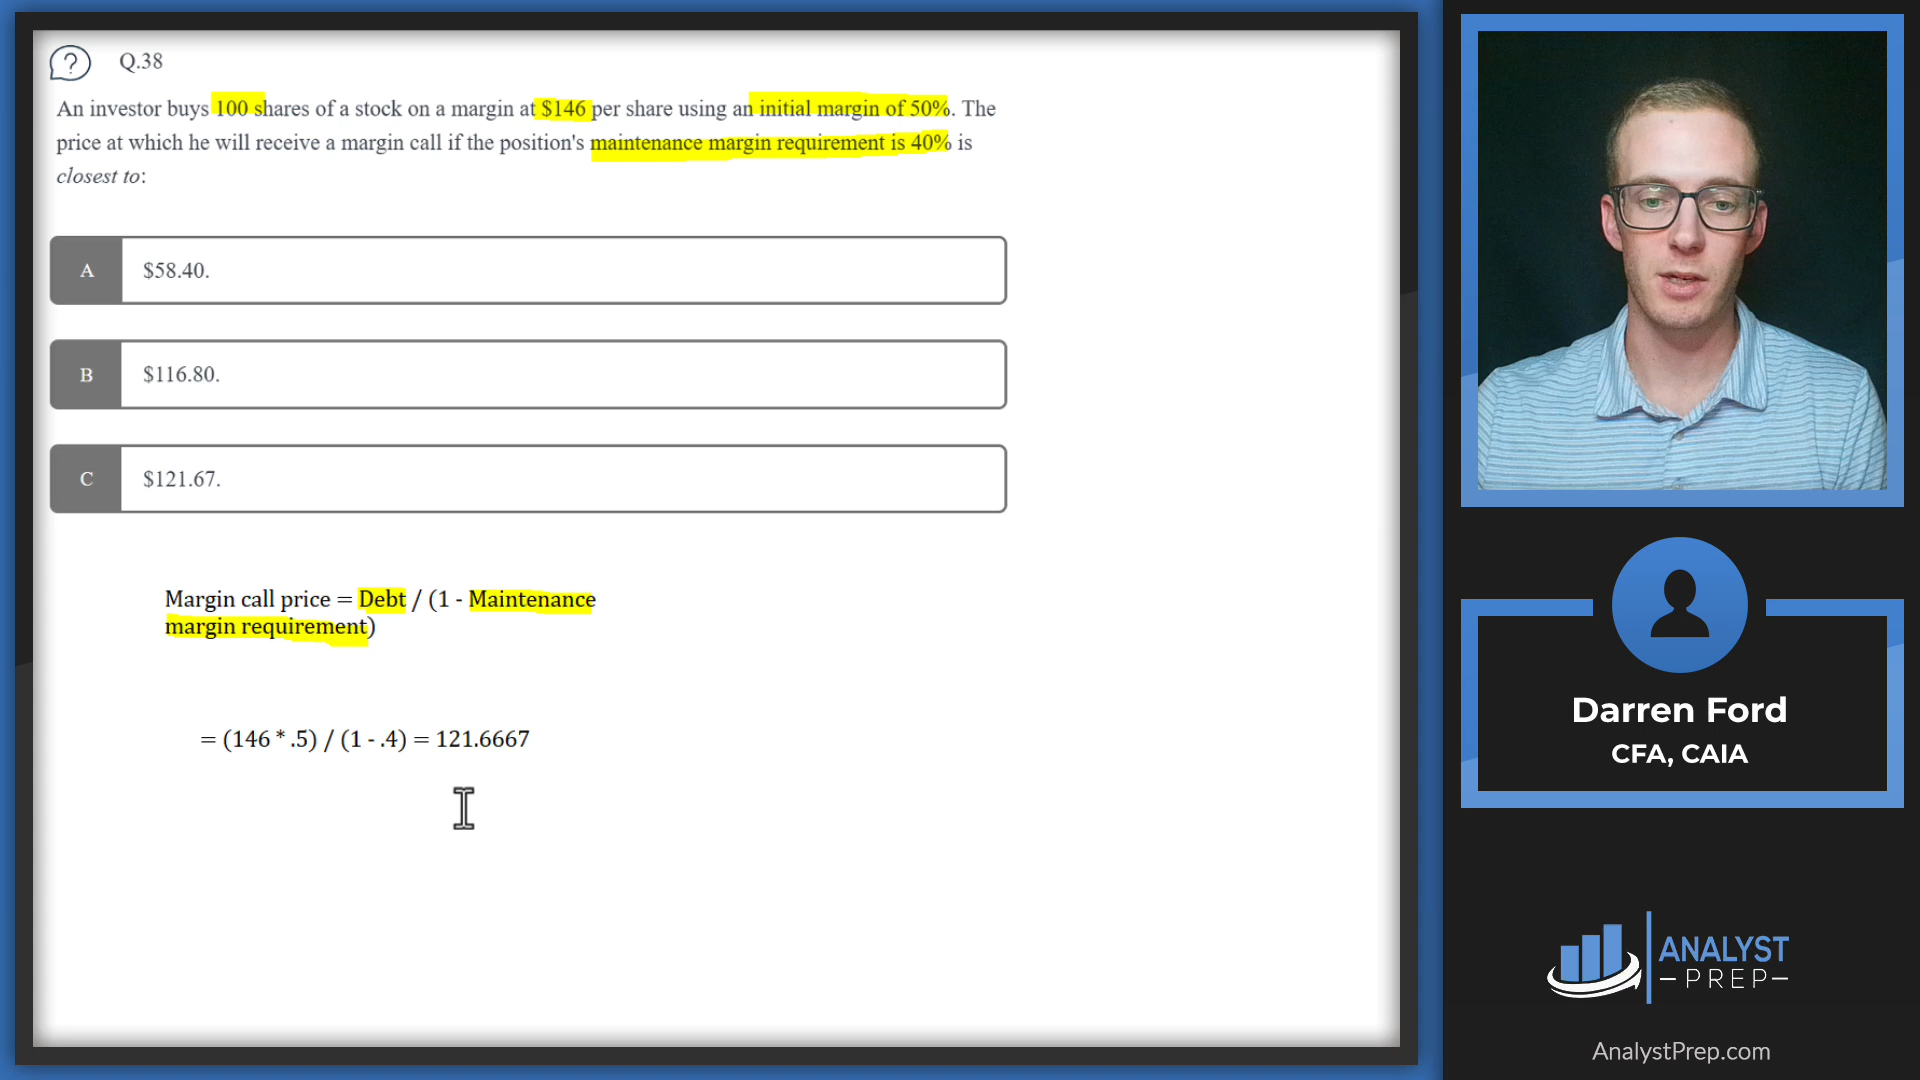 ?
Q.38
An investor buys 100 shares of a stock on a margin at $146 per share using an initial margin of 50%. The
price at which he will receive a margin call if the position's maintenance margin requirement is 40% is
closest to:
A
$58.40.
B
$116.80.
C
$121.67.
Margin call price = Debt / (1 - Maintenance
margin requirement)
= (146 * .5) / (1 - .4) = 121.6667
Darren Ford
CFA, CAIA
ANALYST
PREP
AnalystPrep.com